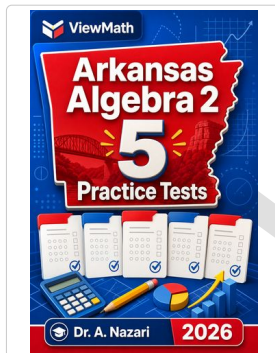 ViewMath
Arkansas
Algebra 2
5
Practice Tests
Dr. A. Nazari
2026